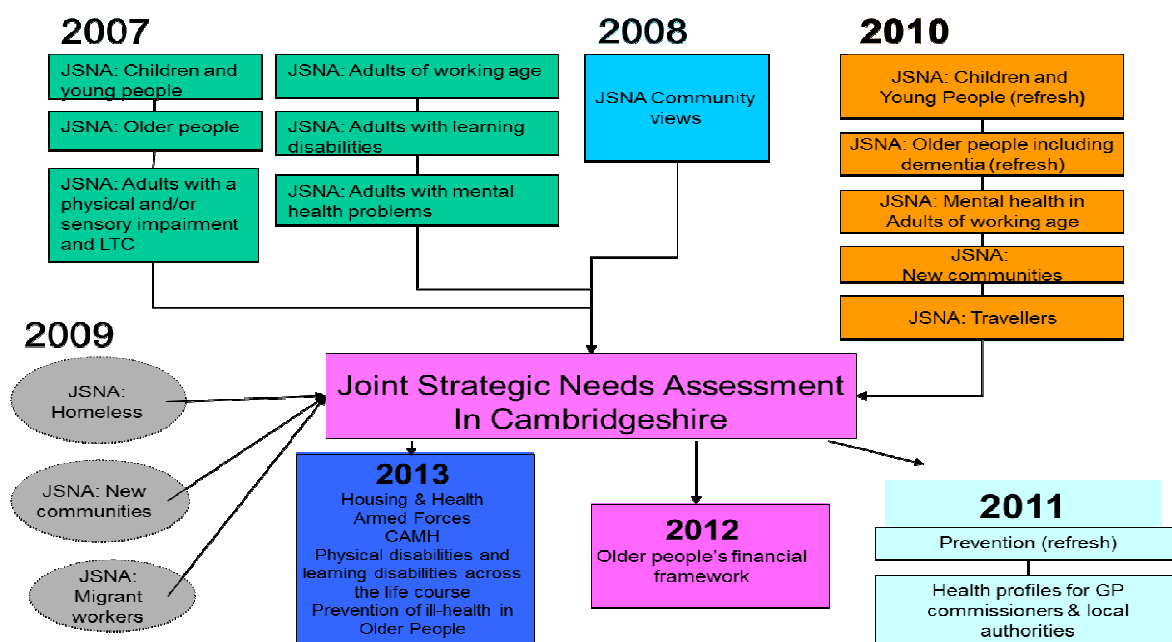 2007
JSNA: Children and
young people
JSNA: Older people
JSNA: Adults with a
physical and/or
sensory impairment
and LTC
JSNA: Adults of working age
JSNA: Adults with learning
disabilities
JSNA: Adults with mental
health problems
2008
JSNA Community
views
2010
JSNA: Children and
Young People (refresh)
JSNA: Older people including
dementia (refresh)
JSNA: Mental health in
Adults of working age
JSNA:
New communities
JSNA: Travellers
2009
JSNA:
Homeless
JSNA: New
communities
JSNA:
Migrant
workers
Joint Strategic Needs Assessment
In Cambridgeshire
2013
Housing & Health
Armed Forces
CAMH
Physical disabilities and
learning disabilities across
the life course
Prevention of ill-health in
Older People
2012
Older people's financial
framework
2011
Prevention (refresh)
Health profiles for GP
commissioners & local
authorities